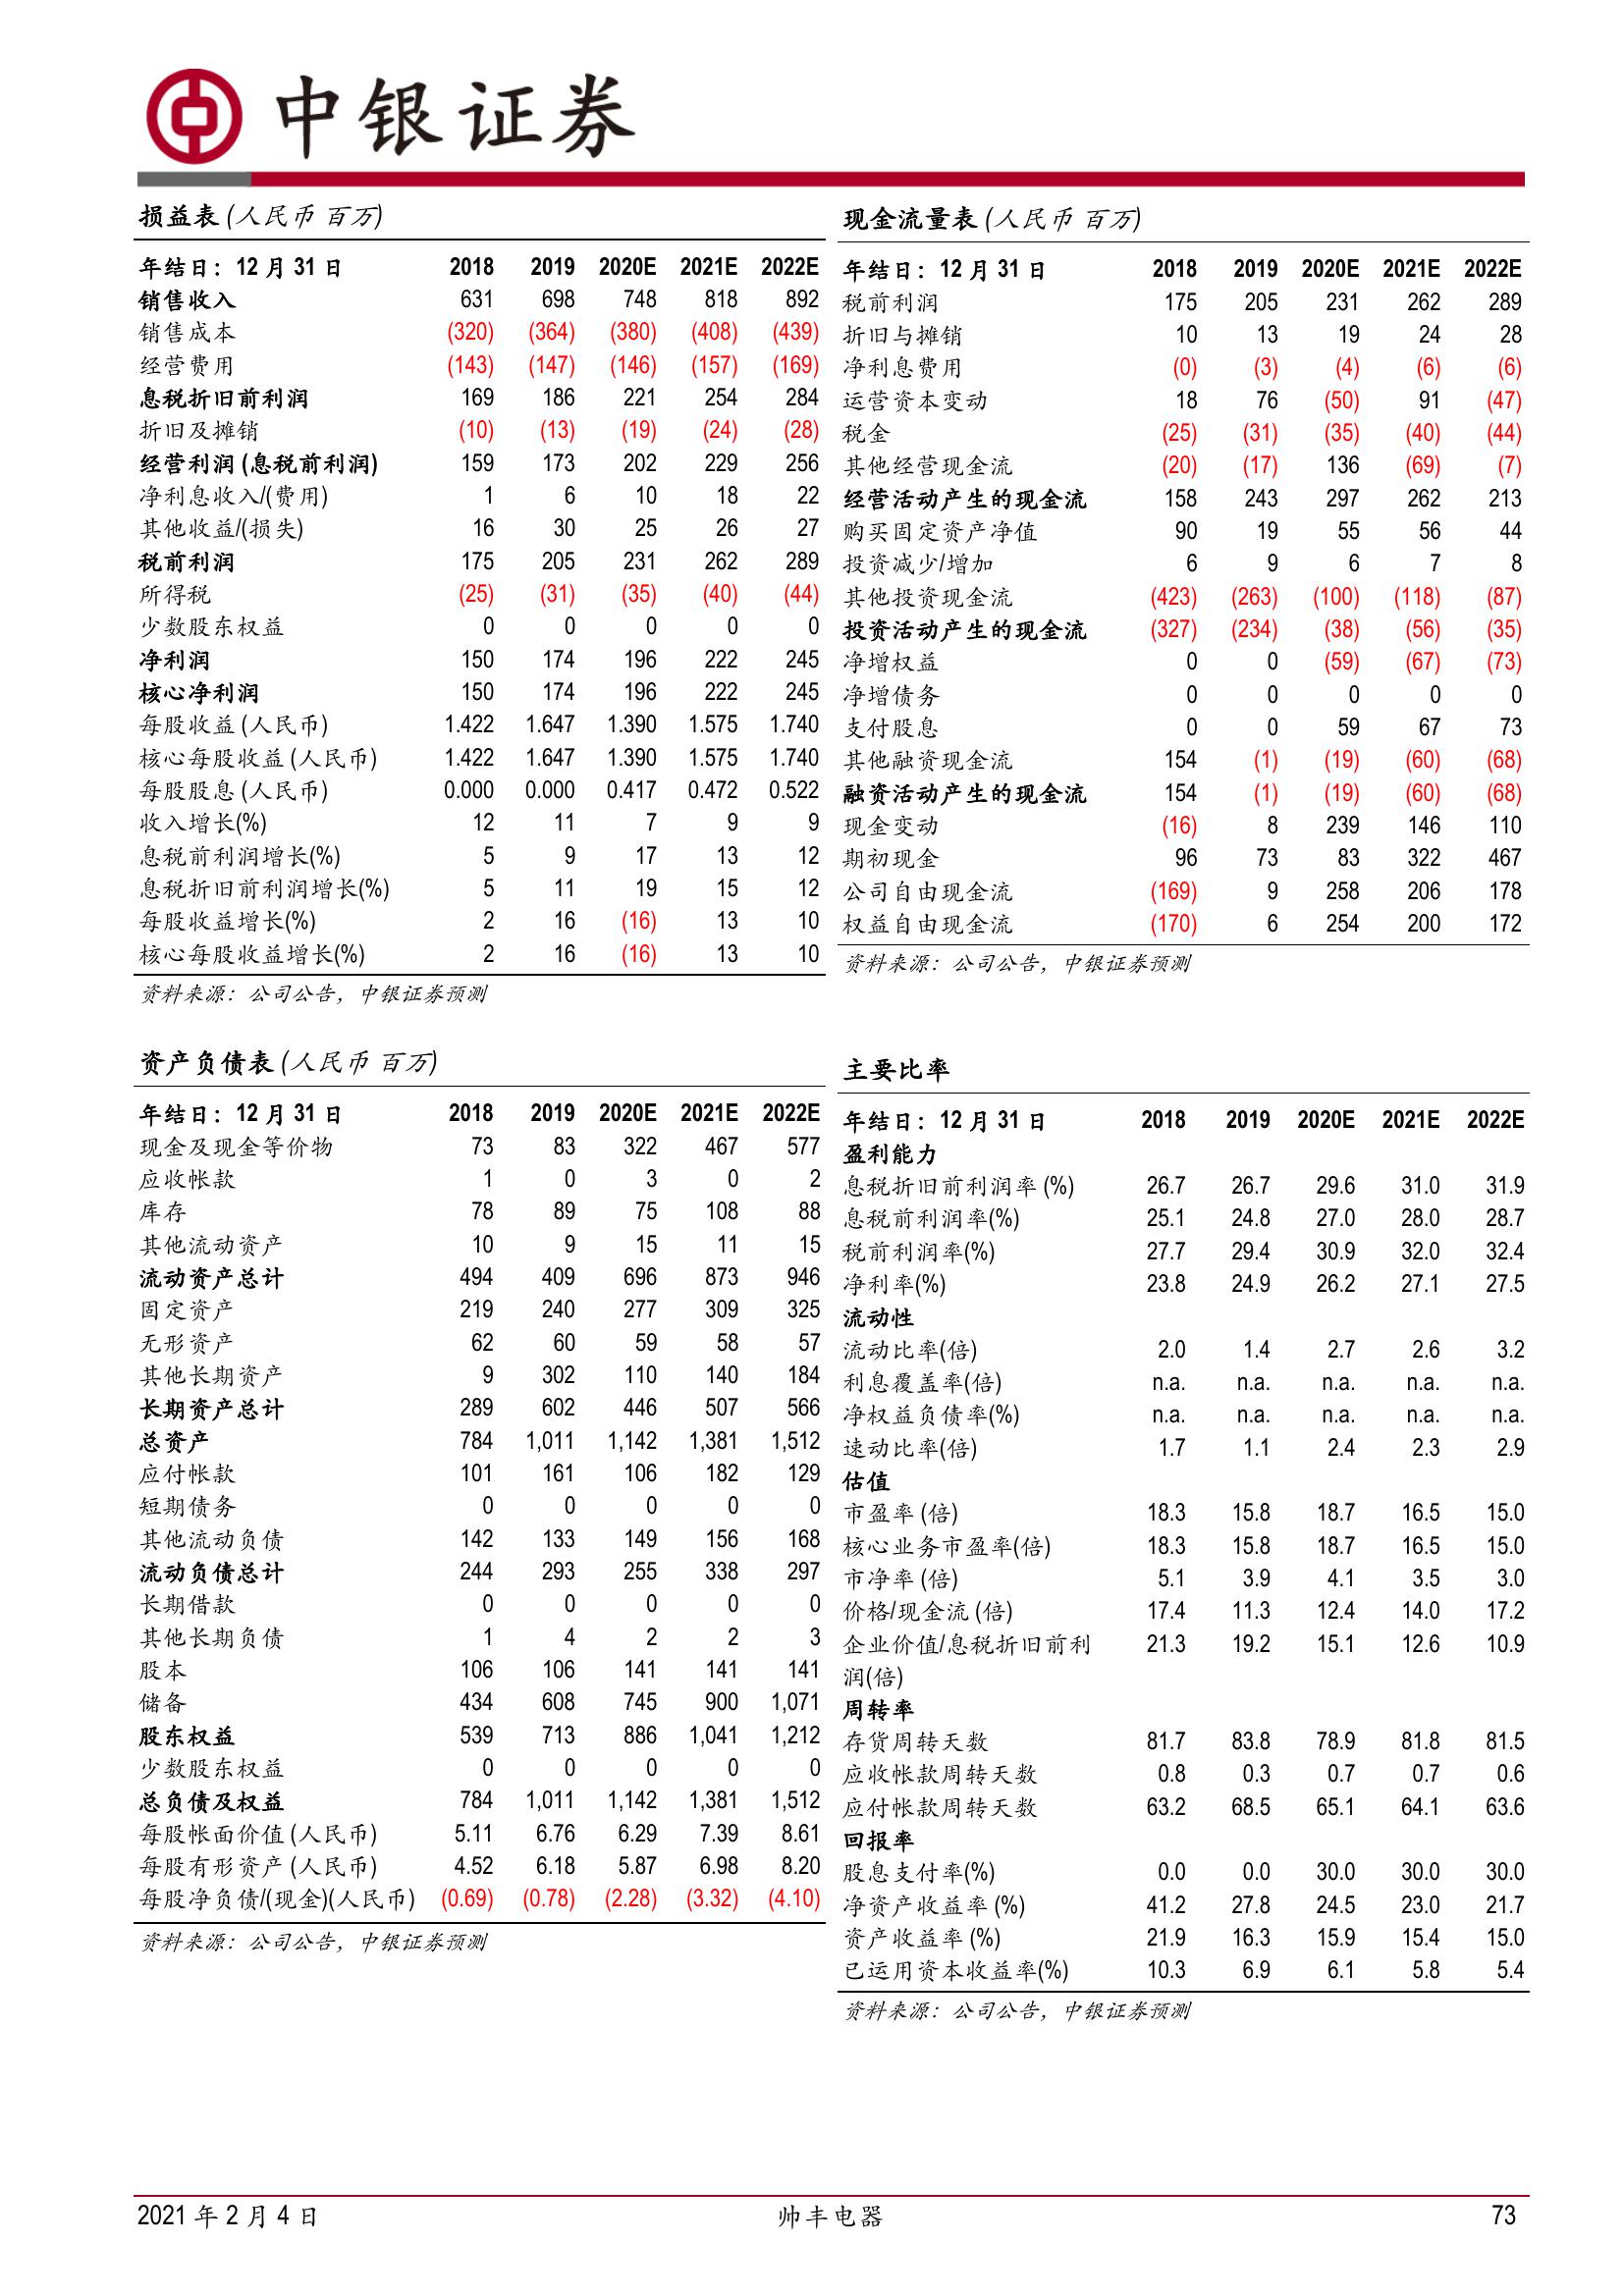 中银证券
损益表 (人民币 百万)
年结日：12 月 31 日 2018 2019 2020E 2021E 2022E
销售收入 631 698 748 818 892
销售成本 (320) (364) (380) (408) (439)
经营费用 (143) (147) (146) (157) (169)
息税折旧前利润 169 186 221 254 284
折旧及摊销 (10) (13) (19) (24) (28)
经营利润 (息税前利润) 159 173 202 229 256
净利息收入/(费用) 1 6 10 18 22
其他收益/(损失) 16 30 25 26 27
税前利润 175 205 231 262 289
所得税 (25) (31) (35) (40) (44)
少数股东权益 0 0 0 0 0
净利润 150 174 196 222 245
核心净利润 150 174 196 222 245
每股收益 (人民币) 1.422 1.647 1.390 1.575 1.740
核心每股收益 (人民币) 1.422 1.647 1.390 1.575 1.740
每股股息 (人民币) 0.000 0.000 0.417 0.472 0.522
收入增长(%) 12 11 7 9 9
息税前利润增长(%) 5 9 17 13 12
息税折旧前利润增长(%) 5 11 19 15 12
每股收益增长(%) 2 16 (16) 13 10
核心每股收益增长(%) 2 16 (16) 13 10
资料来源：公司公告，中银证券预测
现金流量表 (人民币 百万)
年结日：12 月 31 日 2018 2019 2020E 2021E 2022E
税前利润 175 205 231 262 289
折旧与摊销 10 13 19 24 28
净利息费用 (0) (3) (4) (6) (6)
运营资本变动 18 76 (50) 91 (47)
税金 (25) (31) (35) (40) (44)
其他经营现金流 (20) (17) 136 (69) (7)
经营活动产生的现金流 158 243 297 262 213
购买固定资产净值 90 19 55 56 44
投资减少/增加 6 9 6 7 8
其他投资现金流 (423) (263) (100) (118) (87)
投资活动产生的现金流 (327) (234) (38) (56) (35)
净增权益 0 0 (59) (67) (73)
净增债务 0 0 0 0 0
支付股息 0 0 59 67 73
其他融资现金流 154 (1) (19) (60) (68)
融资活动产生的现金流 154 (1) (19) (60) (68)
现金变动 (16) 8 239 146 110
期初现金 96 73 83 322 467
公司自由现金流 (169) 9 258 206 178
权益自由现金流 (170) 6 254 200 172
资料来源：公司公告，中银证券预测
资产负债表 (人民币 百万)
年结日：12 月 31 日 2018 2019 2020E 2021E 2022E
现金及现金等价物 73 83 322 467 577
应收帐款 1 0 3 0 2
库存 78 89 75 108 88
其他流动资产 10 9 15 11 15
流动资产总计 494 409 696 873 946
固定资产 219 240 277 309 325
无形资产 62 60 59 58 57
其他长期资产 9 302 110 140 184
长期资产总计 289 602 446 507 566
总资产 784 1,011 1,142 1,381 1,512
应付帐款 101 161 106 182 129
短期债务 0 0 0 0 0
其他流动负债 142 133 149 156 168
流动负债总计 244 293 255 338 297
长期借款 0 0 0 0 0
其他长期负债 1 4 2 2 3
股本 106 106 141 141 141
储备 434 608 745 900 1,071
股东权益 539 713 886 1,041 1,212
少数股东权益 0 0 0 0 0
总负债及权益 784 1,011 1,142 1,381 1,512
每股帐面价值 (人民币) 5.11 6.76 6.29 7.39 8.61
每股有形资产 (人民币) 4.52 6.18 5.87 6.98 8.20
每股净负债/(现金)(人民币) (0.69) (0.78) (2.28) (3.32) (4.10)
资料来源：公司公告，中银证券预测
主要比率
年结日：12 月 31 日 2018 2019 2020E 2021E 2022E
盈利能力
息税折旧前利润率 (%) 26.7 26.7 29.6 31.0 31.9
息税前利润率(%) 25.1 24.8 27.0 28.0 28.7
税前利润率(%) 27.7 29.4 30.9 32.0 32.4
净利率(%) 23.8 24.9 26.2 27.1 27.5
流动性
流动比率(倍) 2.0 1.4 2.7 2.6 3.2
利息覆盖率(倍) n.a. n.a. n.a. n.a. n.a.
净权益负债率(%) n.a. n.a. n.a. n.a. n.a.
速动比率(倍) 1.7 1.1 2.4 2.3 2.9
估值
市盈率 (倍) 18.3 15.8 18.7 16.5 15.0
核心业务市盈率(倍) 18.3 15.8 18.7 16.5 15.0
市净率 (倍) 5.1 3.9 4.1 3.5 3.0
价格/现金流 (倍) 17.4 11.3 12.4 14.0 17.2
企业价值/息税折旧前利 21.3 19.2 15.1 12.6 10.9
润(倍)
周转率
存货周转天数 81.7 83.8 78.9 81.8 81.5
应收帐款周转天数 0.8 0.3 0.7 0.7 0.6
应付帐款周转天数 63.2 68.5 65.1 64.1 63.6
回报率
股息支付率(%) 0.0 0.0 30.0 30.0 30.0
净资产收益率 (%) 41.2 27.8 24.5 23.0 21.7
资产收益率 (%) 21.9 16.3 15.9 15.4 15.0
已运用资本收益率(%) 10.3 6.9 6.1 5.8 5.4
资料来源：公司公告，中银证券预测
2021 年 2 月 4 日 帅丰电器 73